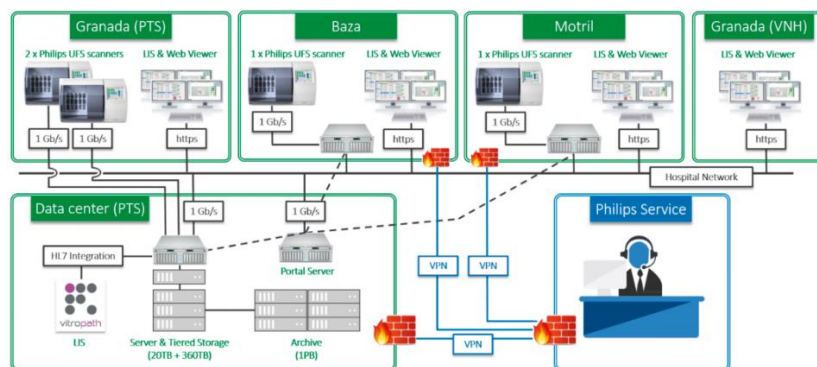 Granada (PTS)
2 x Philips UFS scanners
LIS & Web Viewer
1 Gb/s
1 Gb/s
https
Baza
1 x Philips UFS scanner
LIS & Web Viewer
1 Gb/s
https
Motril
1 x Philips UFS scanner
LIS & Web Viewer
1 Gb/s
https
Granada (VNH)
LIS & Web Viewer
https
Hospital Network
Data center (PTS)
1 Gb/s
1 Gb/s
HL7 Integration
Portal Server
vitropath
LIS
Server & Tiered Storage
(20TB + 360TB)
Archive
(1PB)
VPN
VPN
VPN
Philips Service